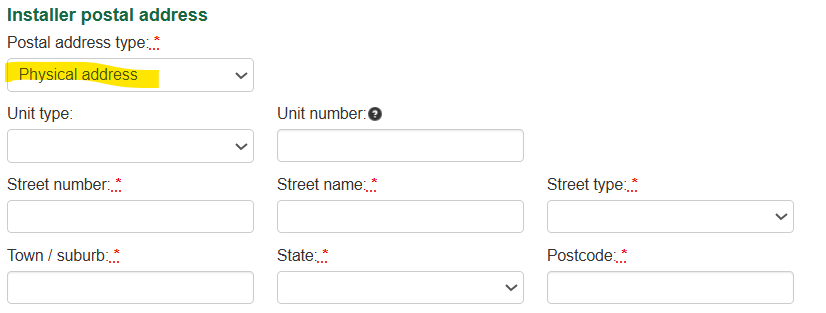 Installer postal address
Postal address type: *
Physical address
Unit type: Unit number: ?
Street number: * Street name: * Street type: *
Town / suburb: * State: * Postcode: *